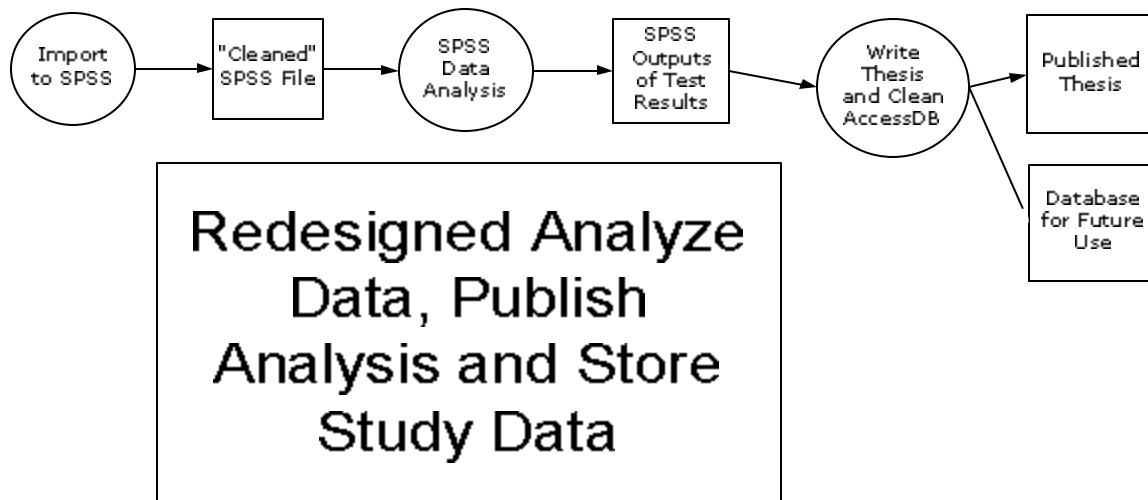 Import
to SPSS
"Cleaned"
SPSS File
SPSS
Data
Analysis
SPSS
Outputs
of Test
Results
Write
Thesis
and Clean
AccessDB
Published
Thesis
Database
for Future
Use
Redesigned Analyze
Data, Publish
Analysis and Store
Study Data